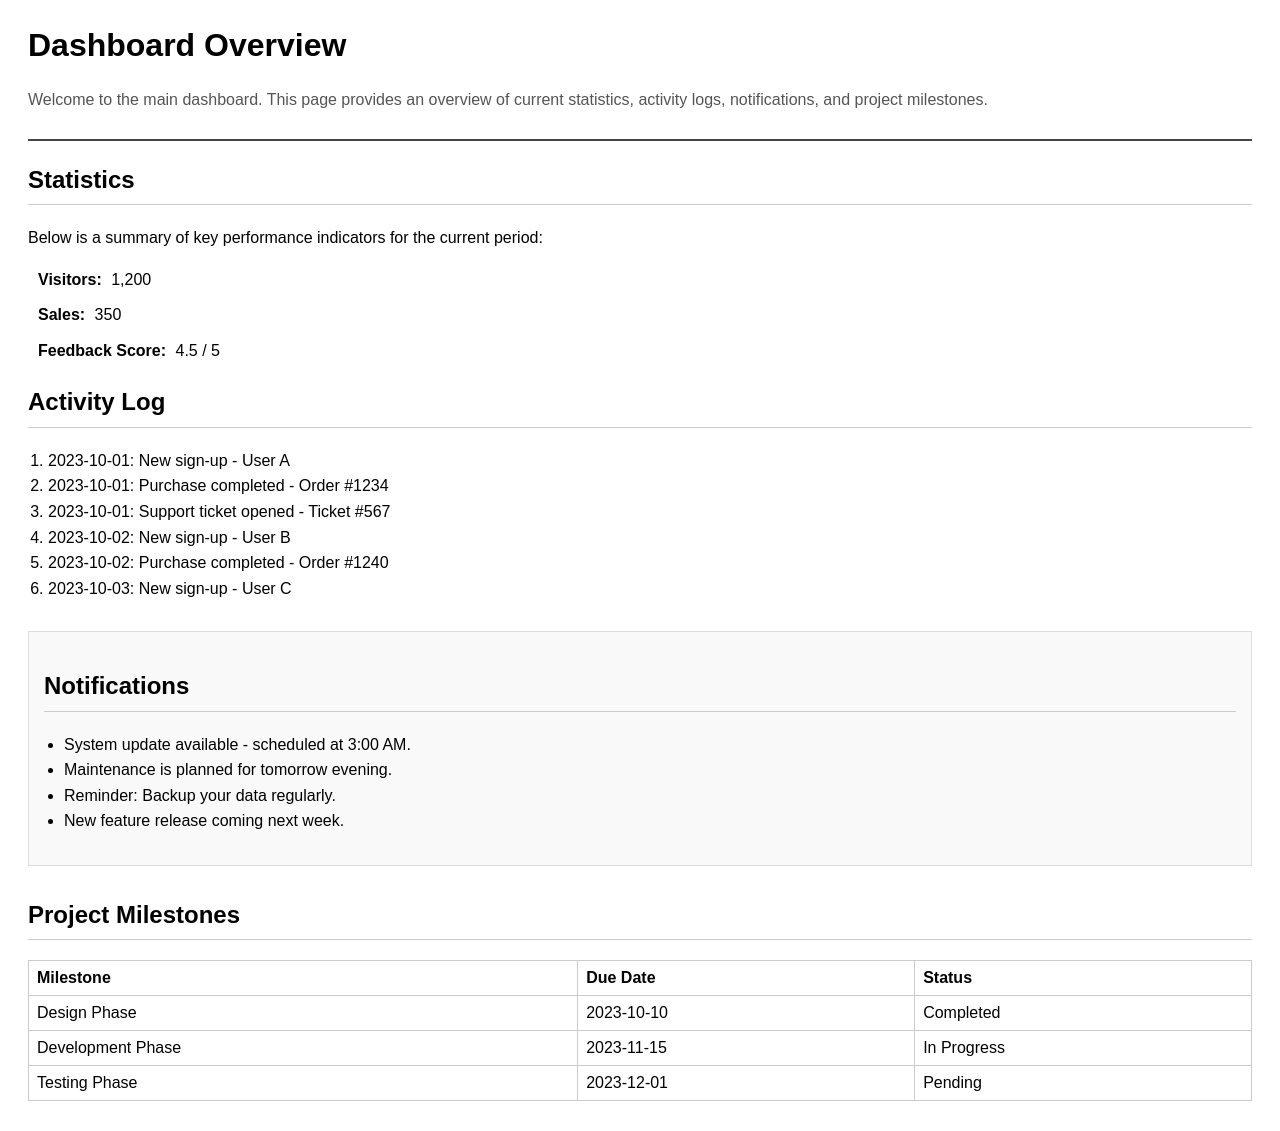 Dashboard Overview
Welcome to the main dashboard. This page provides an overview of current statistics, activity logs, notifications, and project milestones.
Statistics
Below is a summary of key performance indicators for the current period:
Visitors: 1,200
Sales: 350
Feedback Score: 4.5 / 5
Activity Log
1. 2023-10-01: New sign-up - User A
2. 2023-10-01: Purchase completed - Order #1234
3. 2023-10-01: Support ticket opened - Ticket #567
4. 2023-10-02: New sign-up - User B
5. 2023-10-02: Purchase completed - Order #1240
6. 2023-10-03: New sign-up - User C
Notifications
• System update available - scheduled at 3:00 AM.
• Maintenance is planned for tomorrow evening.
• Reminder: Backup your data regularly.
• New feature release coming next week.
Project Milestones
Milestone Due Date Status
Design Phase 2023-10-10 Completed
Development Phase 2023-11-15 In Progress
Testing Phase 2023-12-01 Pending